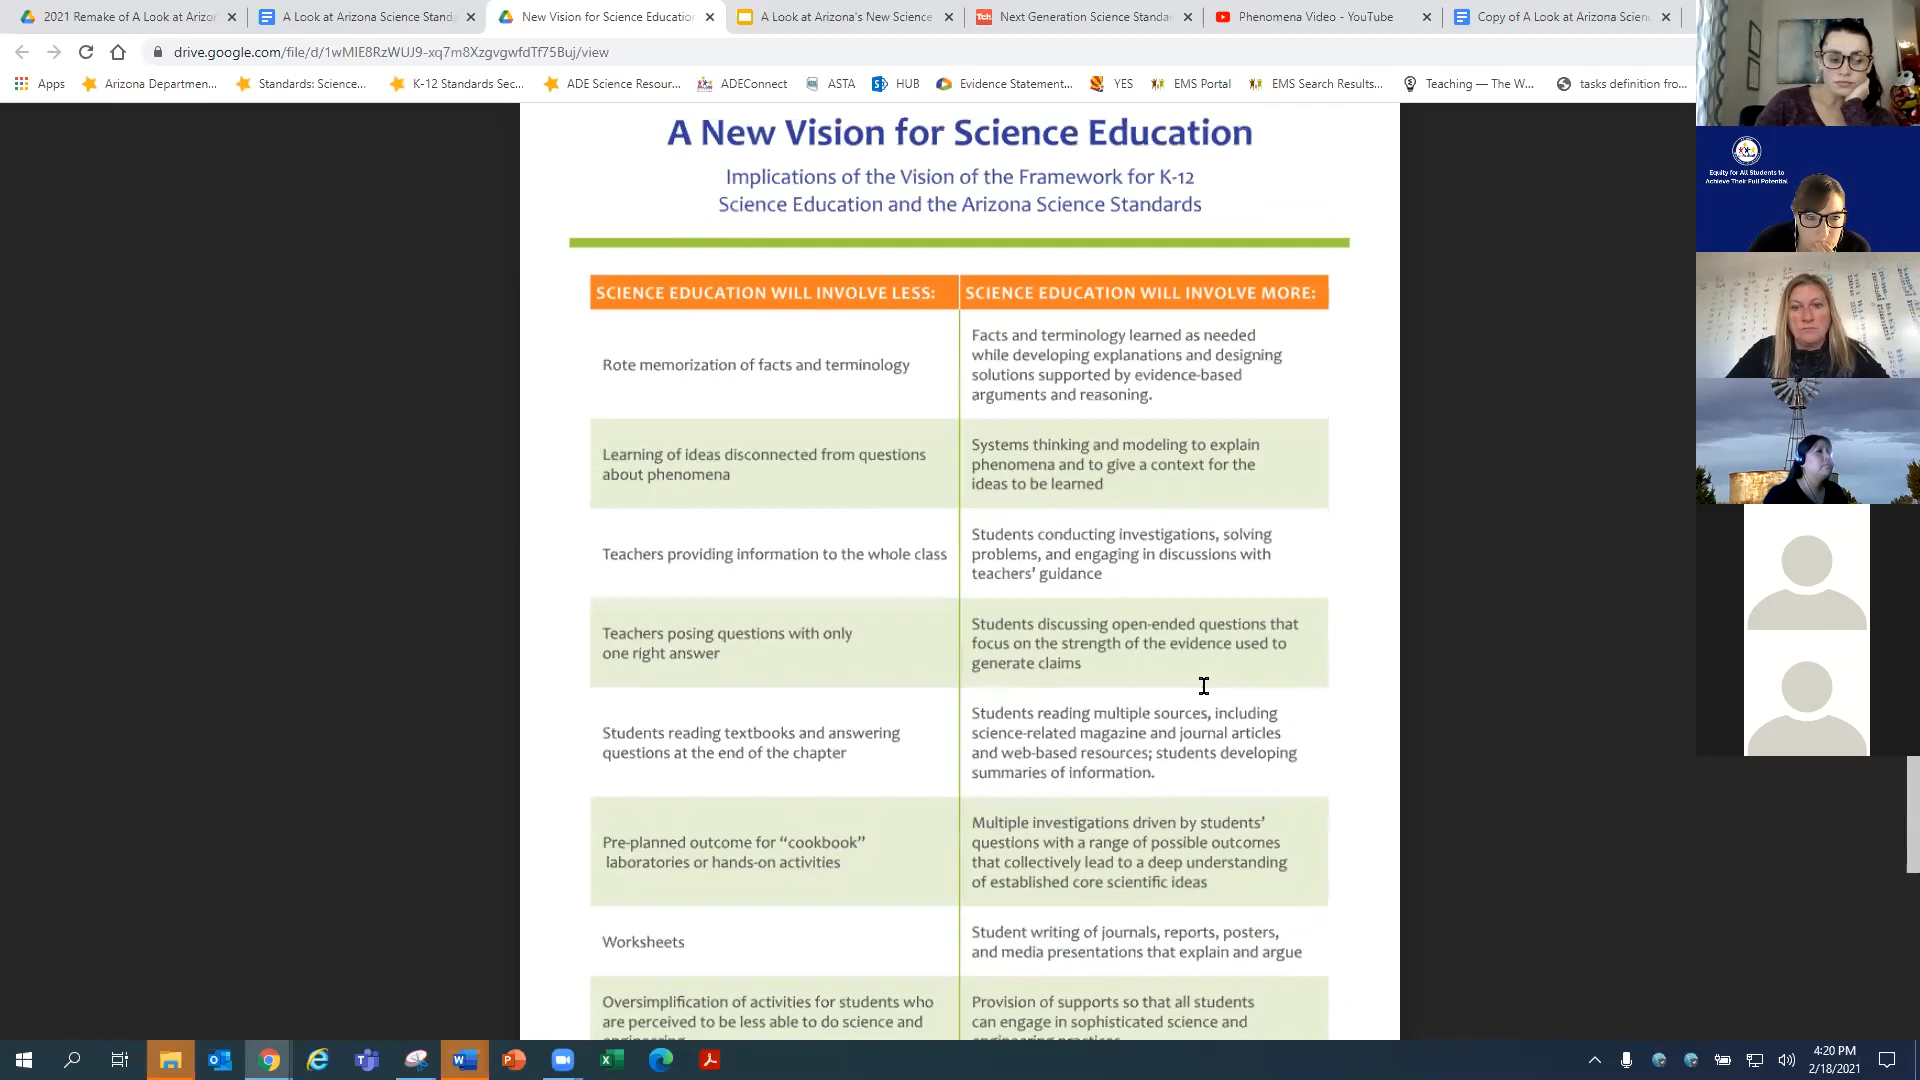 2021 Remake of A Look at Arizo
A Look at Arizona Science Stand
New Vision for Science Education
A Look at Arizona's New Science
Next Generation Science Standa
Phenomena Video - YouTube
Copy of A Look at Arizona Scien
drive.google.com/file/d/1wMIE8RzWUJ9-xq7m8XzgvgwfdTf75Buj/view
Apps
Arizona Departmen...
Standards: Science...
K-12 Standards Sec...
ADE Science Resour...
ADEConnect
ASTA
HUB
Evidence Statement...
YES
EMS Portal
EMS Search Results...
Teaching — The W...
tasks definition fro...
A New Vision for Science Education
Implications of the Vision of the Framework for K-12
Science Education and the Arizona Science Standards
SCIENCE EDUCATION WILL INVOLVE LESS:
SCIENCE EDUCATION WILL INVOLVE MORE:
Rote memorization of facts and terminology
Facts and terminology learned as needed
while developing explanations and designing
solutions supported by evidence-based
arguments and reasoning.
Learning of ideas disconnected from questions
about phenomena
Systems thinking and modeling to explain
phenomena and to give a context for the
ideas to be learned
Teachers providing information to the whole class
Students conducting investigations, solving
problems, and engaging in discussions with
teachers' guidance
Teachers posing questions with only
one right answer
Students discussing open-ended questions that
focus on the strength of the evidence used to
generate claims
Students reading textbooks and answering
questions at the end of the chapter
Students reading multiple sources, including
science-related magazine and journal articles
and web-based resources; students developing
summaries of information.
Pre-planned outcome for “cookbook”
laboratories or hands-on activities
Multiple investigations driven by students'
questions with a range of possible outcomes
that collectively lead to a deep understanding
of established core scientific ideas
Worksheets
Student writing of journals, reports, posters,
and media presentations that explain and argue
Oversimplification of activities for students who
are perceived to be less able to do science and
engineering
Provision of supports so that all students
can engage in sophisticated science and
engineering practices
Equity for All Students to
Achieve Their Full Potential
4:20 PM
2/18/2021